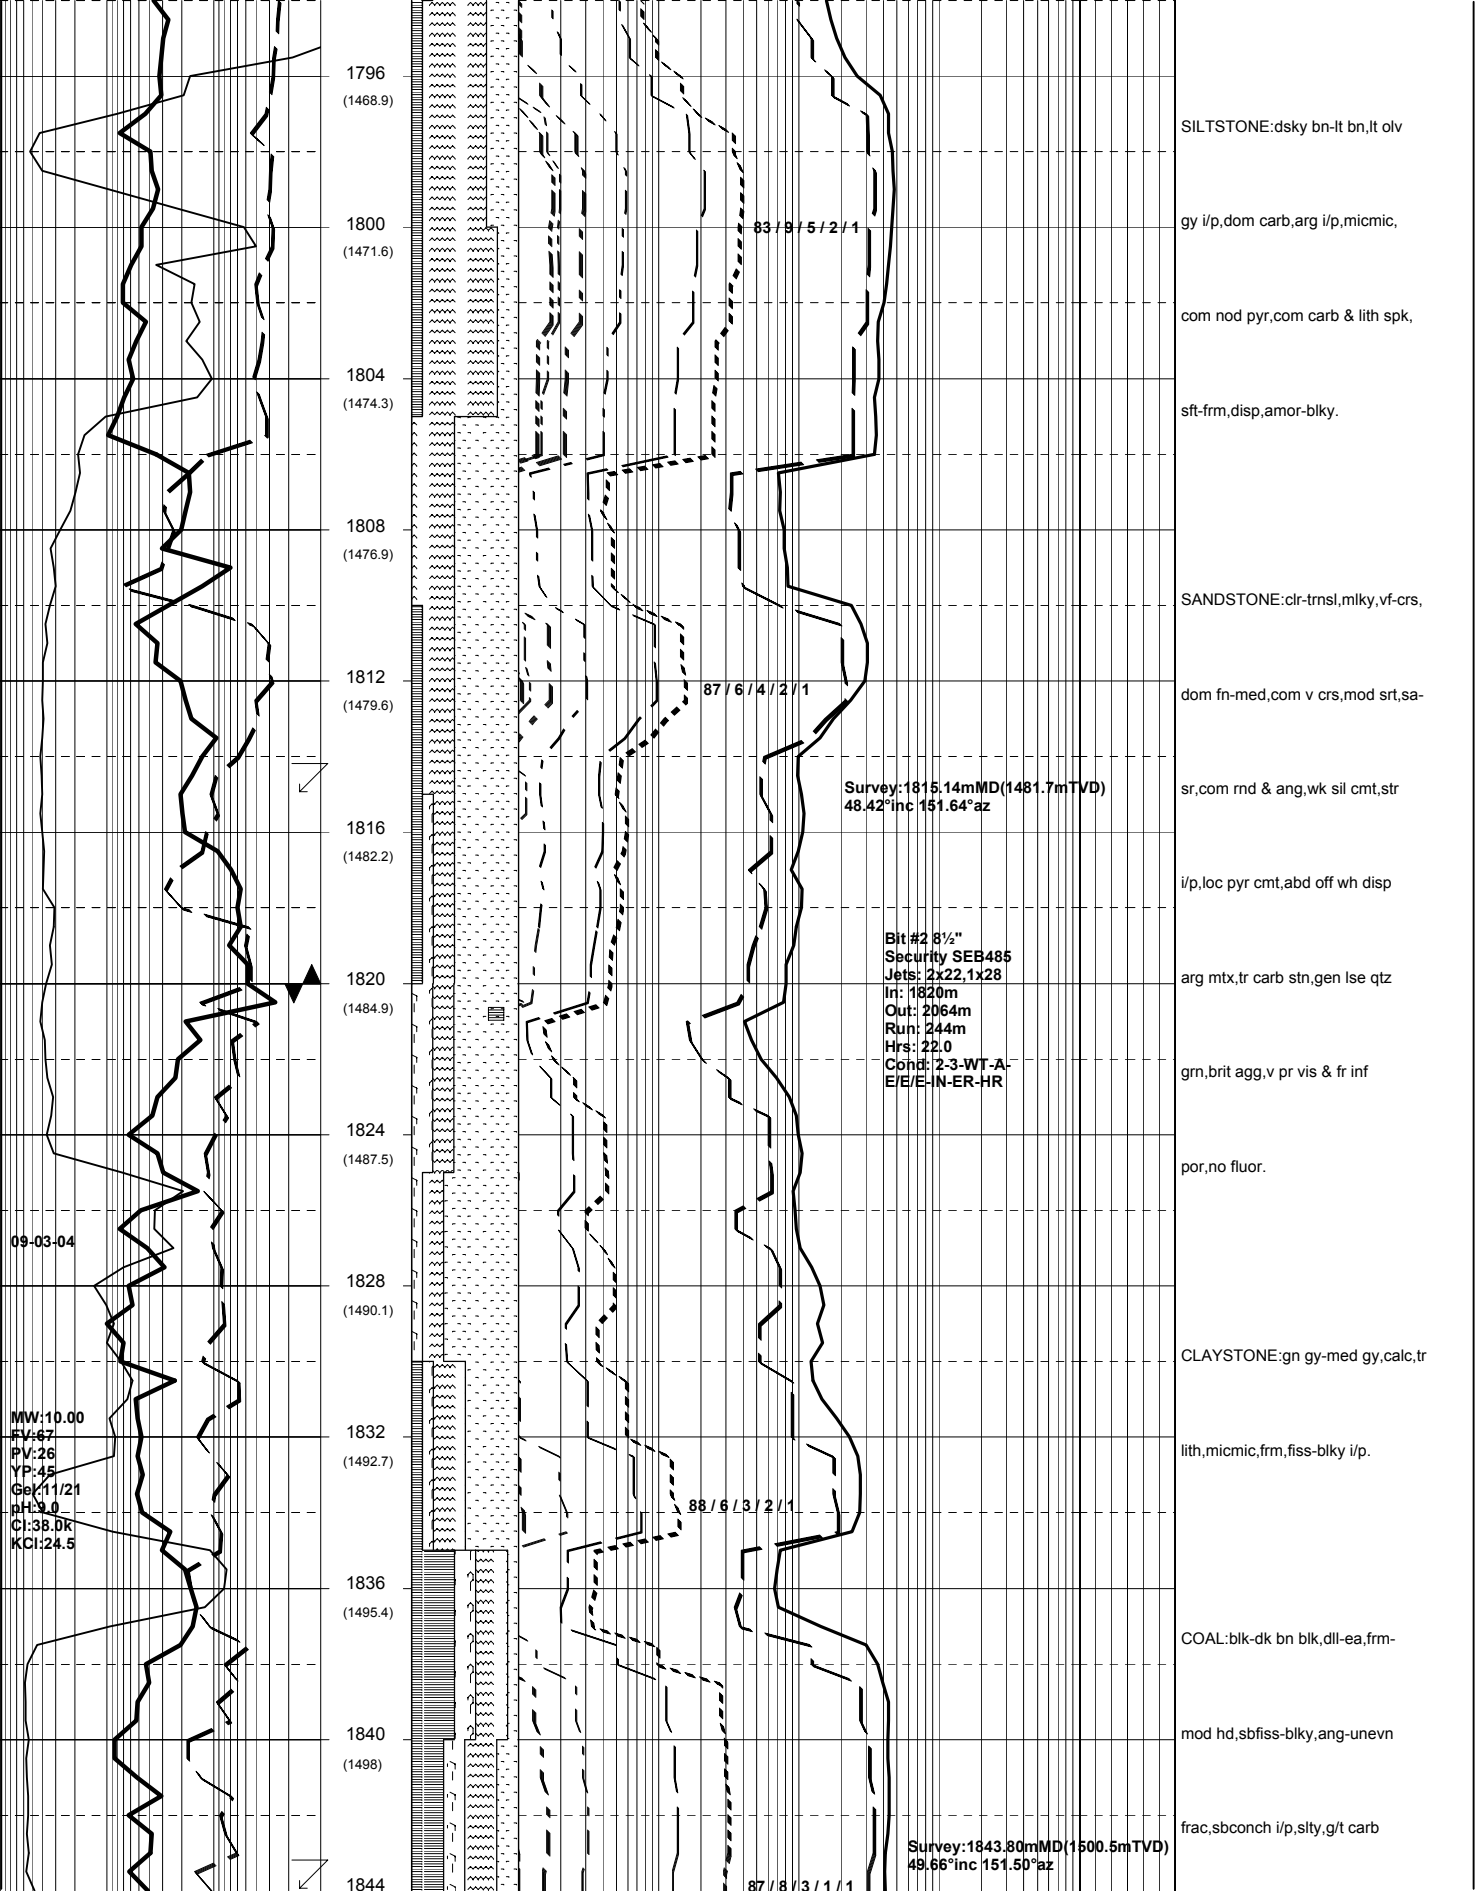 1796
(1468.9)
SILTSTONE:dsky bn-lt bn,lt olv
1800
83 / 9 / 5 / 2 / 1
gy i/p,dom carb,arg i/p,micmic,
(1471.6)
com nod pyr,com carb & lith spk,
1804
(1474.3)
sft-frm,disp,amor-blky.
1808
(1476.9)
SANDSTONE:clr-trnsl,mlky,vf-crs,
1812
(1479.6)
87 / 6 / 4 / 2 / 1
dom fn-med,com v crs,mod srt,sa-
Survey:1815.14mMD(1481.7mTVD)
48.42°inc 151.64°az
sr,com rnd & ang,wk sil cmt,str
1816
(1482.2)
i/p,loc pyr cmt,abd off wh disp
Bit #2 8½"
Security SEB485
Jets: 2x22,1x28
In: 1820m
Out: 2064m
Run: 244m
Hrs: 22.0
Cond: 2-3-WT-A-
E/E/E-IN-ER-HR
1820
(1484.9)
arg mtx,tr carb stn,gen lse qtz
grn,brit agg,v pr vis & fr inf
1824
(1487.5)
por,no fluor.
09-03-04
1828
(1490.1)
CLAYSTONE:gn gy-med gy,calc,tr
MW:10.00
FV:67
PV:26
YP:45
Gel:11/21
pH:9.0
Cl:38.0k
KCl:24.5
1832
(1492.7)
lith,micmic,frm,fiss-blky i/p.
88 / 6 / 3 / 2 / 1
1836
(1495.4)
COAL:blk-dk bn blk,dll-ea,frm-
1840
(1498)
mod hd,sbfiss-blky,ang-unevn
frac,sbconch i/p,slty,g/t carb
Survey:1843.80mMD(1500.5mTVD)
49.66°inc 151.50°az
1844
87 / 8 / 3 / 1 / 1